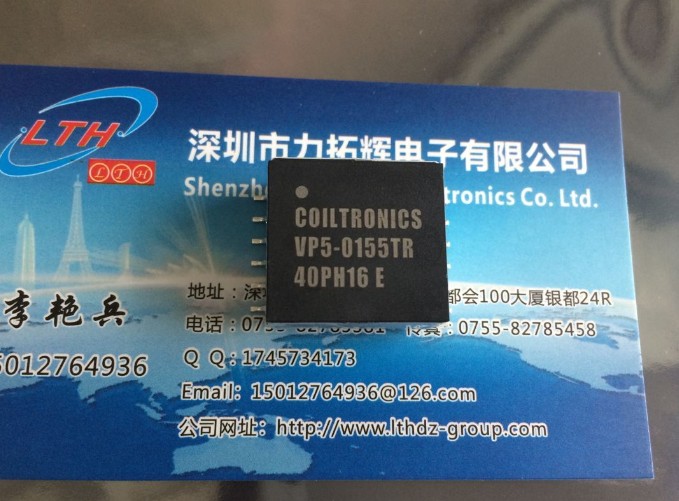 LTH
LTH
深圳市力拓辉电子有限公司
Co. Ltd.
COILTRONICS
VP5-0155TR
40PH16 E
李艳兵
15012764936
地址：深 都会100大厦银都24R
电话： 传真：0755-82785458
Q Q：1745734173
Email：15012764936@126.com
公司网址：http://www.lthdz-group.com